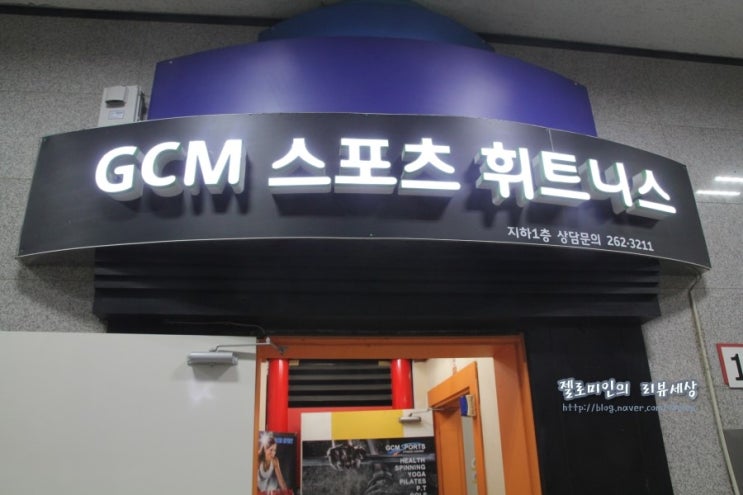 GCM 스포츠 휘트니스
지하1층 상담문의 262-3211
1
젤로미인의 리뷰세상
GCM SPORTS
HEALTH
SPINNING
YOGA
PILATES
P.T
GOLF